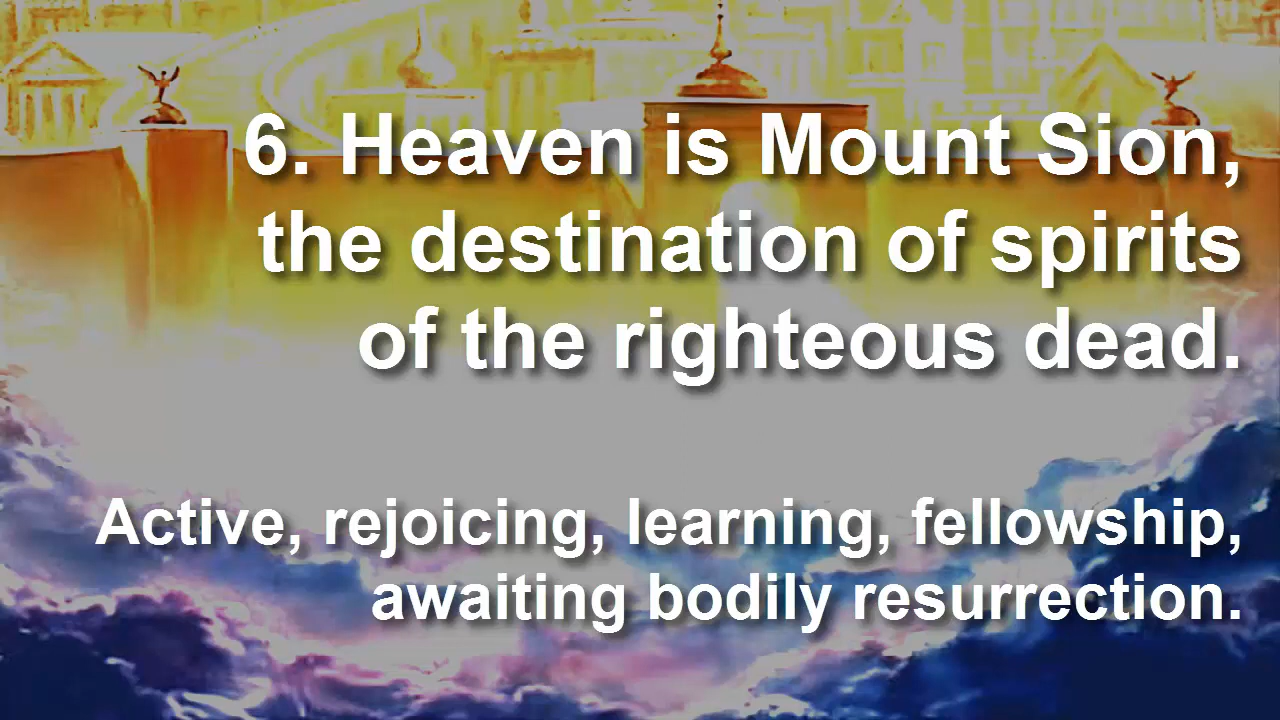 6. Heaven is Mount Sion,
the destination of spirits
of the righteous dead.
Active, rejoicing, learning, fellowship,
awaiting bodily resurrection.